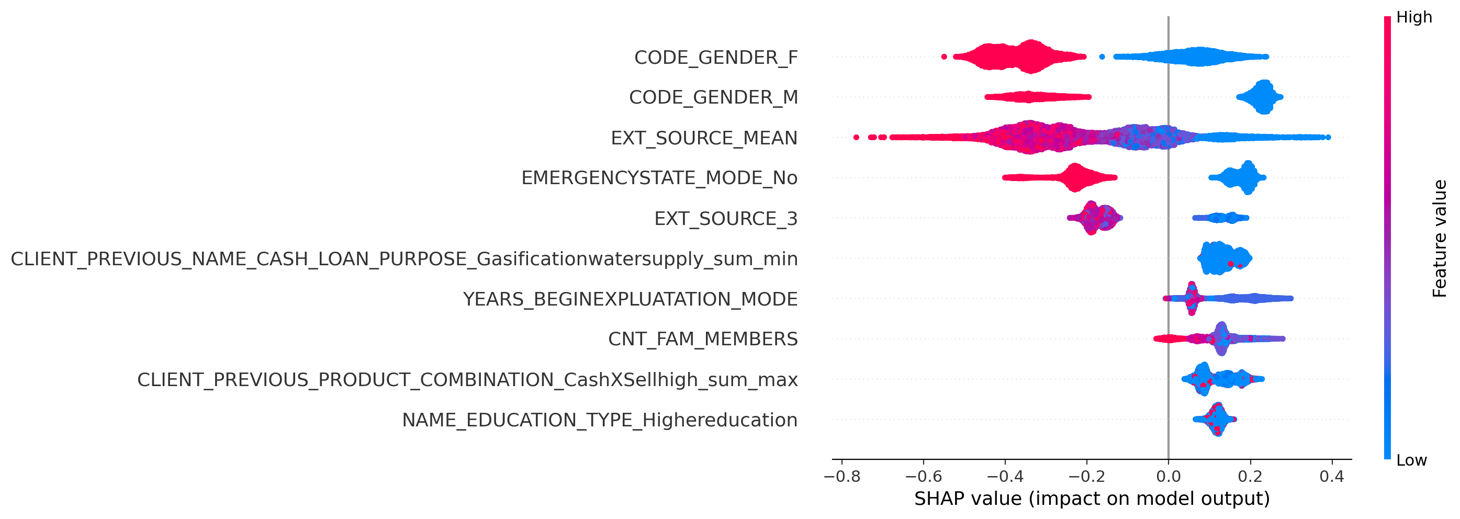 High
CODE_GENDER_F
CODE_GENDER_M
EXT_SOURCE_MEAN
EMERGENCYSTATE_MODE_No
EXT_SOURCE_3
CLIENT_PREVIOUS_NAME_CASH_LOAN_PURPOSE_Gasificationwatersupply_sum_min
YEARS_BEGINEXPLUATATION_MODE
CNT_FAM_MEMBERS
CLIENT_PREVIOUS_PRODUCT_COMBINATION_CashXSellhigh_sum_max
NAME_EDUCATION_TYPE_Highereducation
Feature value
Low
−0.8 −0.6 −0.4 −0.2 0.0 0.2 0.4
SHAP value (impact on model output)